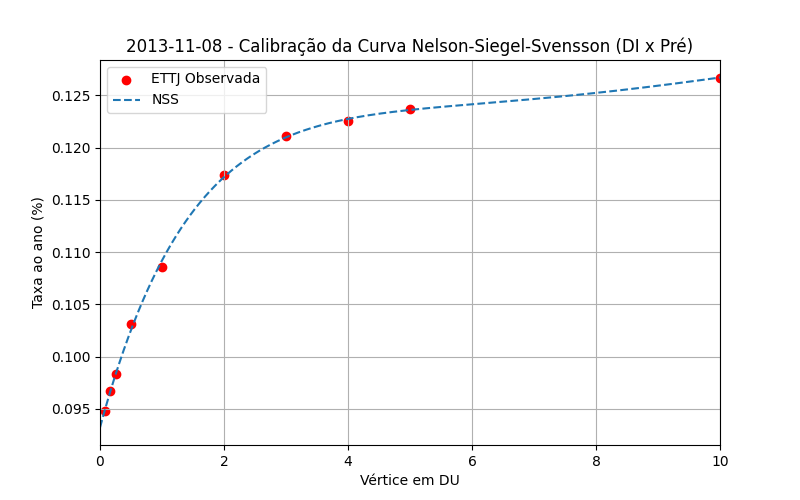 2013-11-08 - Calibração da Curva Nelson-Siegel-Svensson (DI x Pré)
ETTJ Observada
NSS
Taxa ao ano (%)
0.125
0.120
0.115
0.110
0.105
0.100
0.095
0 2 4 6 8 10
Vértice em DU